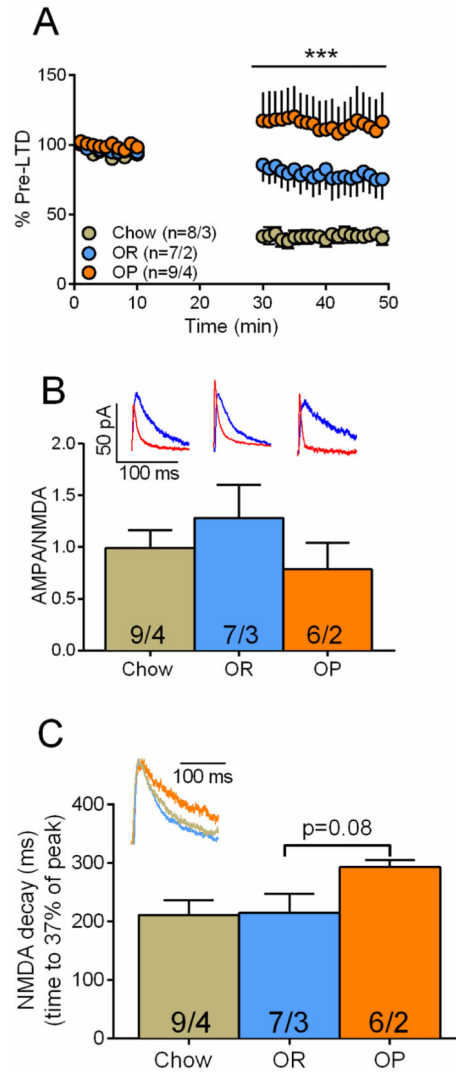 A
***
150
100
50
0
% Pre-LTD
Chow (n=8/3)
OR (n=7/2)
OP (n=9/4)
0 10 20 30 40 50
Time (min)
B
50 pA
100 ms
2.0
1.5
1.0
0.5
0.0
AMPA/NMDA
9/4 7/3 6/2
Chow OR OP
C
100 ms
p=0.08
400
300
200
100
0
NMDA decay (ms)
(time to 37% of peak)
9/4 7/3 6/2
Chow OR OP